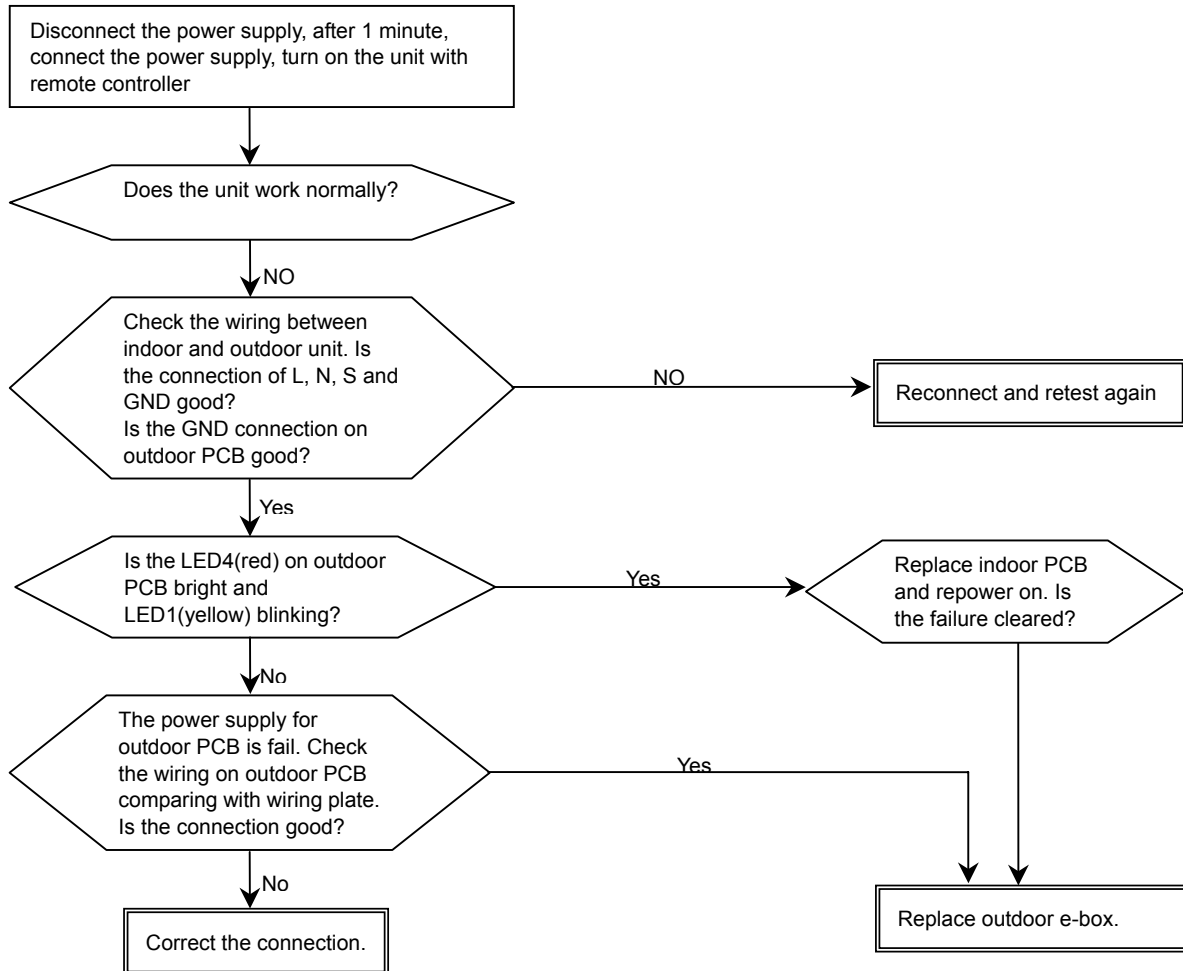 Disconnect the power supply, after 1 minute,
connect the power supply, turn on the unit with
remote controller
Does the unit work normally?
NO
Check the wiring between
indoor and outdoor unit. Is
the connection of L, N, S and
GND good?
Is the GND connection on
outdoor PCB good?
NO
Reconnect and retest again
Yes
Is the LED4(red) on outdoor
PCB bright and
LED1(yellow) blinking?
Yes
Replace indoor PCB
and repower on. Is
the failure cleared?
No
The power supply for
outdoor PCB is fail. Check
the wiring on outdoor PCB
comparing with wiring plate.
Is the connection good?
Yes
No
Correct the connection.
Replace outdoor e-box.